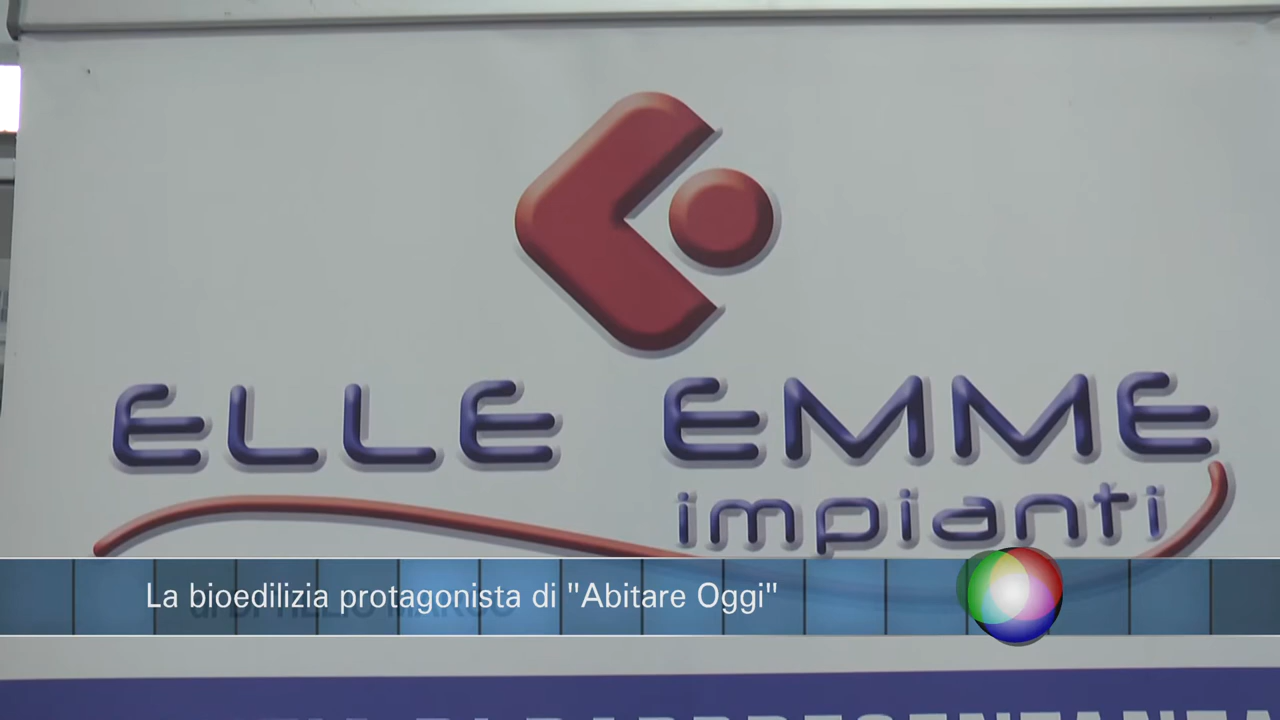 ELLE EMME
impianti
La bioedilizia protagonista di "Abitare Oggi"